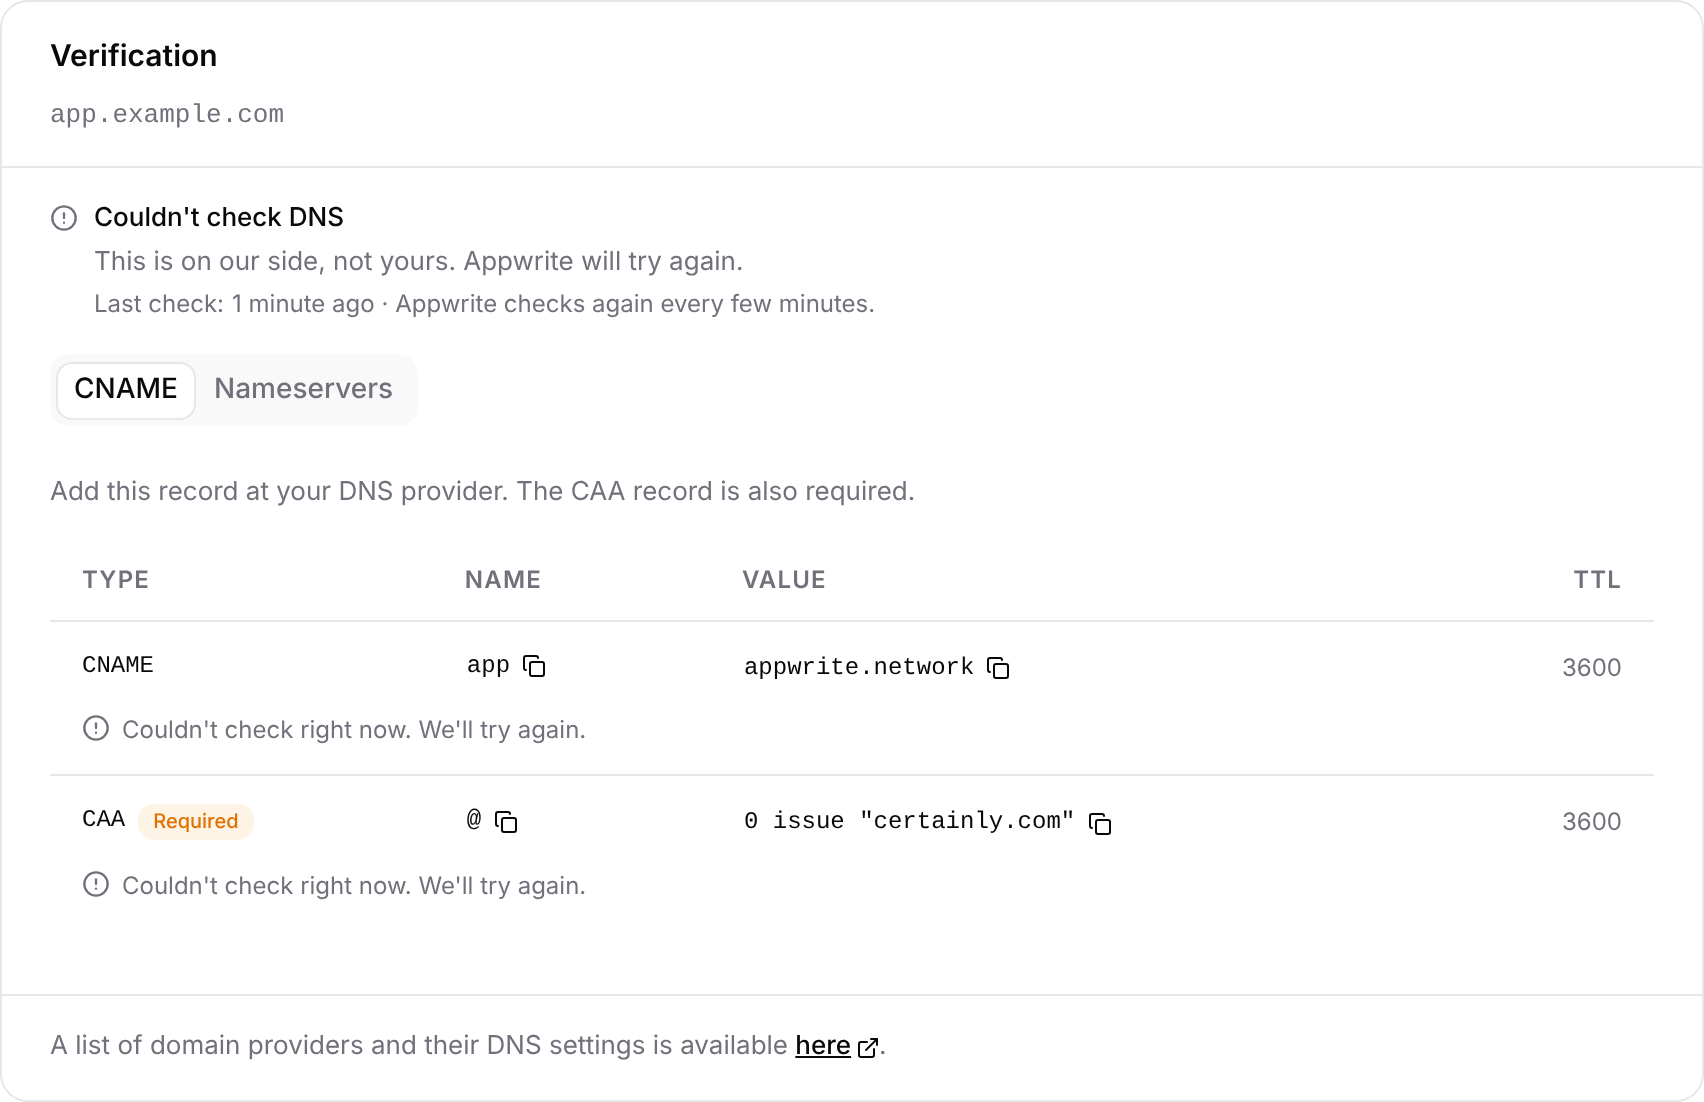 Verification
app.example.com
Couldn't check DNS
This is on our side, not yours. Appwrite will try again.
Last check: 1 minute ago · Appwrite checks again every few minutes.
CNAME Nameservers
Add this record at your DNS provider. The CAA record is also required.
TYPE NAME VALUE TTL
CNAME app appwrite.network 3600
Couldn't check right now. We'll try again.
CAA Required @ 0 issue "certainly.com" 3600
Couldn't check right now. We'll try again.
A list of domain providers and their DNS settings is available here.